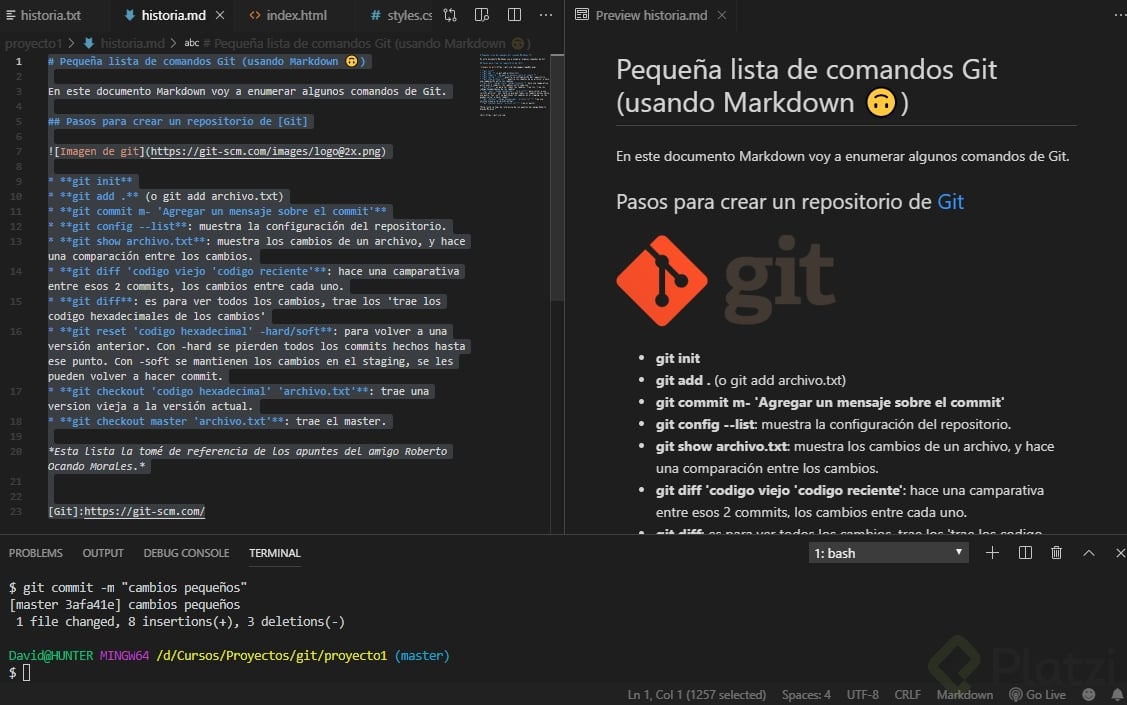 historia.txt
historia.md
index.html
styles.cs
Preview historia.md
proyecto1 > historia.md > abc # Pequeña lista de comandos Git (usando Markdown 🙃)
1 # Pequeña lista de comandos Git (usando Markdown 🙃)
2
3 En este documento Markdown voy a enumerar algunos comandos de Git.
4
5 ## Pasos para crear un repositorio de [Git]
6
7 ![Imagen de git](https://git-scm.com/images/logo@2x.png)
8
9 * **git init**
10 * **git add .** (o git add archivo.txt)
11 * **git commit m- 'Agregar un mensaje sobre el commit'**
12 * **git config --list**: muestra la configuración del repositorio.
13 * **git show archivo.txt**: muestra los cambios de un archivo, y hace
una comparación entre los cambios.
14 * **git diff 'codigo viejo 'codigo reciente'**: hace una camparativa
entre esos 2 commits, los cambios entre cada uno.
15 * **git diff**: es para ver todos los cambios, trae los 'trae los
codigo hexadecimales de los cambios'
16 * **git reset 'codigo hexadecimal' -hard/soft**: para volver a una
versión anterior. Con -hard se pierden todos los commits hechos hasta
ese punto. Con -soft se mantienen los cambios en el staging, se les
pueden volver a hacer commit.
17 * **git checkout 'codigo hexadecimal' 'archivo.txt'**: trae una
version vieja a la versión actual.
18 * **git checkout master 'archivo.txt'**: trae el master.
19
20 *Esta lista la tomé de referencia de los apuntes del amigo Roberto
Ocando Morales.*
21
22
23 [Git]:https://git-scm.com/
Pequeña lista de comandos Git
(usando Markdown 🙃)
En este documento Markdown voy a enumerar algunos comandos de Git.
Pasos para crear un repositorio de Git
git
• git init
• git add . (o git add archivo.txt)
• git commit m- 'Agregar un mensaje sobre el commit'
• git config --list: muestra la configuración del repositorio.
• git show archivo.txt: muestra los cambios de un archivo, y hace
una comparación entre los cambios.
• git diff 'codigo viejo 'codigo reciente': hace una camparativa
entre esos 2 commits, los cambios entre cada uno.
• git diff: es para ver todos los cambios, trae los 'trae los codigo
PROBLEMS OUTPUT DEBUG CONSOLE TERMINAL
1: bash
$ git commit -m "cambios pequeños"
[master 3afa41e] cambios pequeños
1 file changed, 8 insertions(+), 3 deletions(-)
David@HUNTER MINGW64 /d/Cursos/Proyectos/git/proyecto1 (master)
$
Platzi
Ln 1, Col 1 (1257 selected) Spaces: 4 UTF-8 CRLF Markdown Go Live